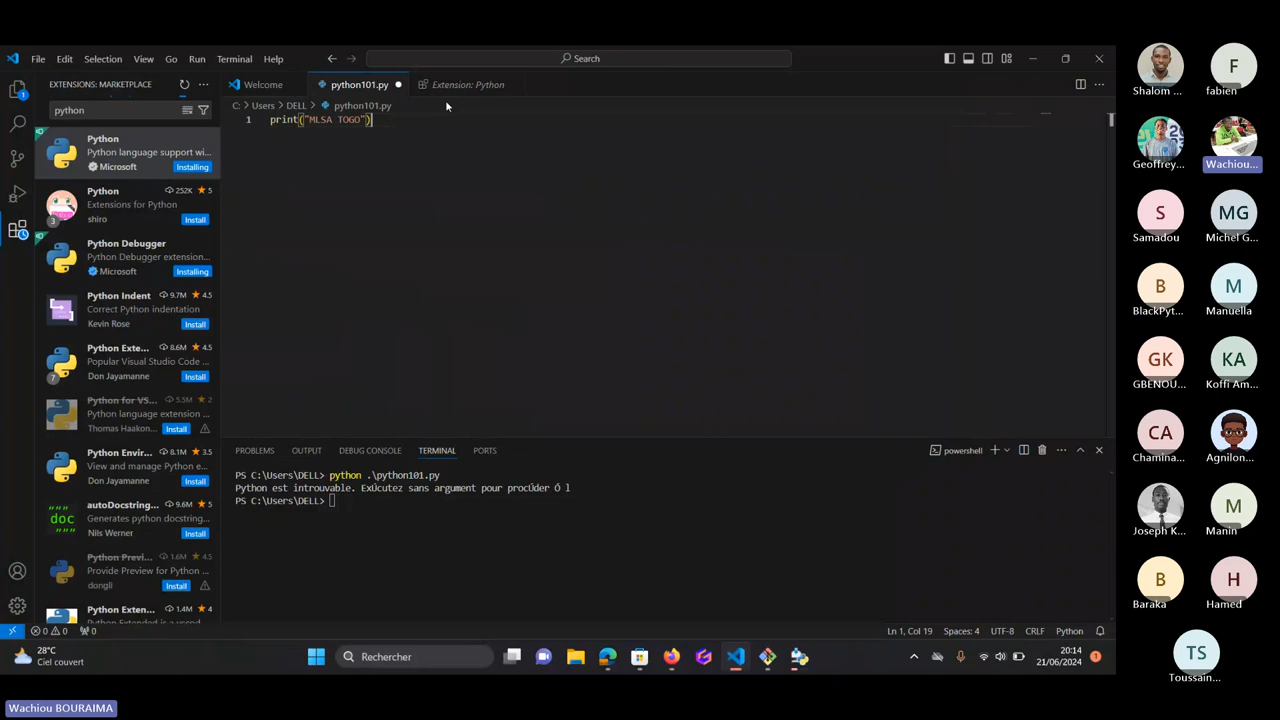 File Edit Selection View Go Run Terminal Help
Search
EXTENSIONS: MARKETPLACE
python
Python
Python language support wi...
Microsoft
Installing
Python 252K 5
Extensions for Python
shiro
Install
3
Python Debugger
Python Debugger extension...
Microsoft
Installing
Python Indent 9.7M 4.5
Correct Python indentation
Kevin Rose
Install
Python Exte... 8.6M 4.5
Popular Visual Studio Code ...
Don Jayamanne
Install
7
Python for VS... 5.5M 2
Python language extension ...
Thomas Haakon...
Install
Python Envir... 8.1M 3.5
View and manage Python e...
Don Jayamanne
Install
autoDocstring... 9.6M 5
Generates python docstring...
Nils Werner
Install
""" doc """
Python Previ... 1.6M 4.5
Provide Preview for Python ...
dongli
Install
Python Exten... 1.4M 4
Welcome
python101.py
Extension: Python
C: > Users > DELL > python101.py
1 print("MLSA TOGO")
PROBLEMS OUTPUT DEBUG CONSOLE TERMINAL PORTS
powershell
PS C:\Users\DELL> python .\python101.py
Python est introuvable. ExÚcutez sans argument pour procÚder Ó l
PS C:\Users\DELL>
0 0 0
Ln 1, Col 19 Spaces: 4 UTF-8 CRLF Python
28°C
Ciel couvert
Rechercher
20:14
21/06/2024
1
Shalom ...
F
fabien
Geoffrey...
Wachiou...
S
Samadou
MG
Michel G...
B
BlackPyt...
M
Manuella
GK
GBENOU...
KA
Koffi Am...
CA
Chamina...
Agnilon...
Joseph K...
M
Manin
B
Baraka
H
Hamed
TS
Toussain...
Wachiou BOURAIMA